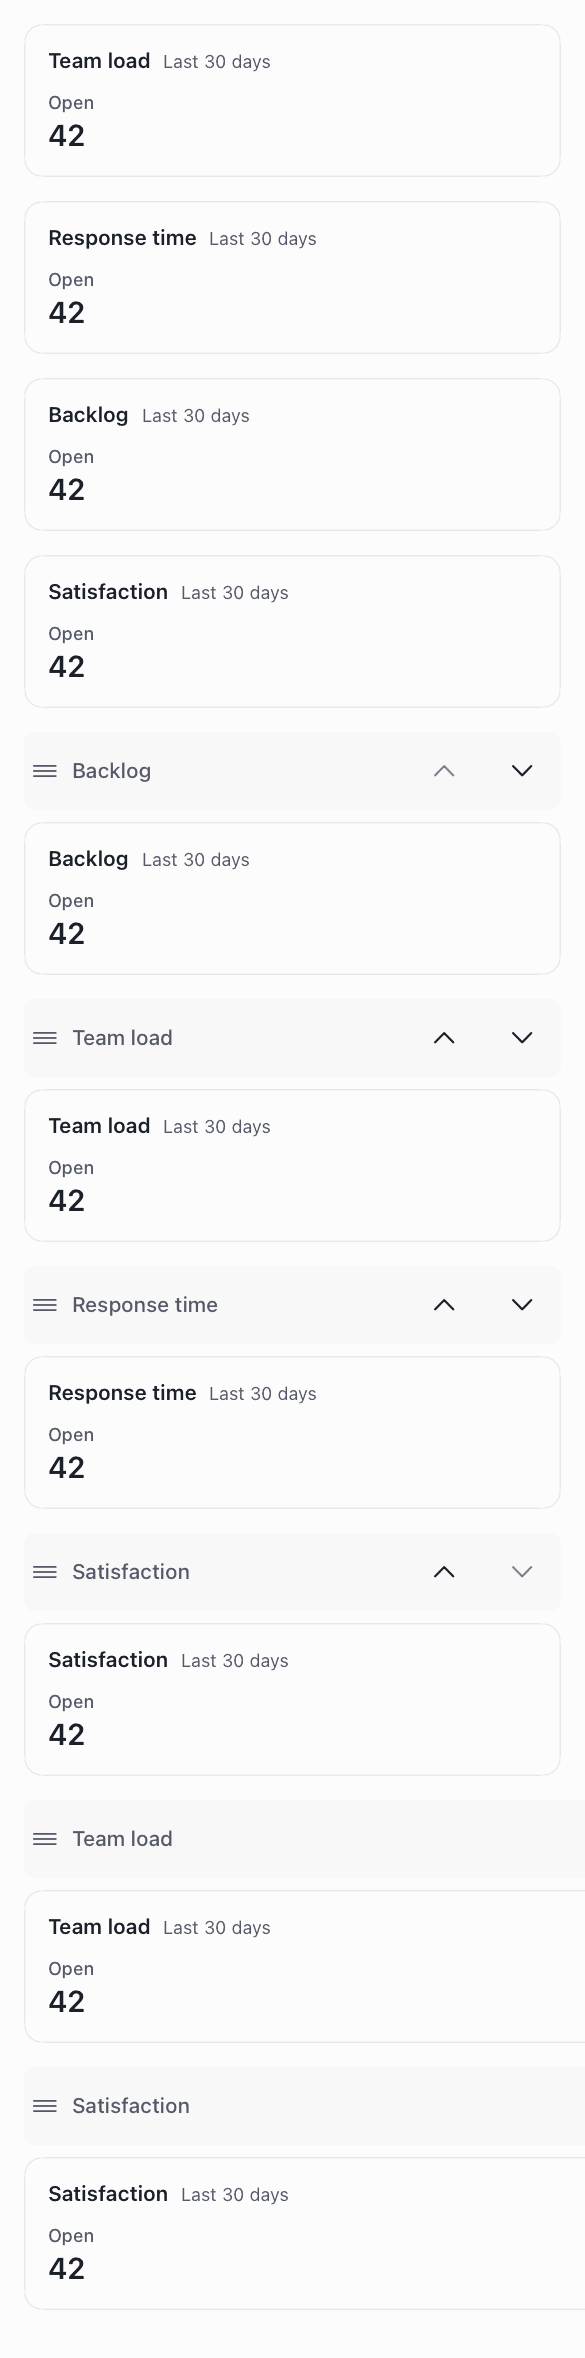 Team load Last 30 days
Open
42
Response time Last 30 days
Open
42
Backlog Last 30 days
Open
42
Satisfaction Last 30 days
Open
42
Backlog
Backlog Last 30 days
Open
42
Team load
Team load Last 30 days
Open
42
Response time
Response time Last 30 days
Open
42
Satisfaction
Satisfaction Last 30 days
Open
42
Team load
Team load Last 30 days
Open
42
Satisfaction
Satisfaction Last 30 days
Open
42